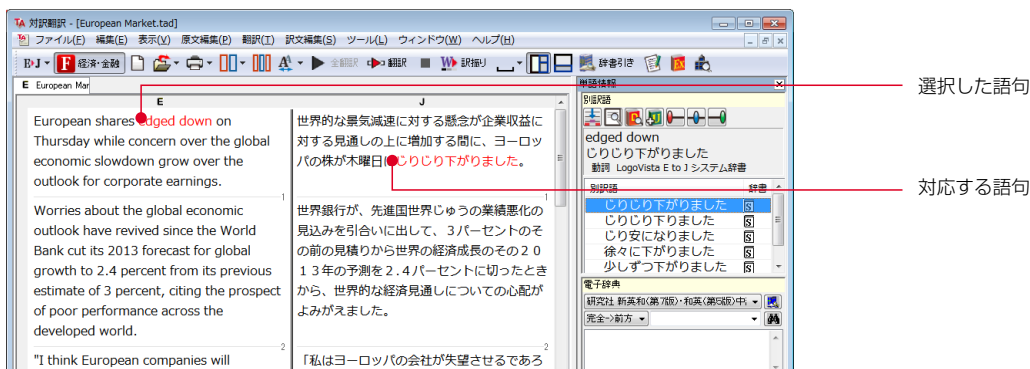 対訳翻訳 - [European Market.tad]
ファイル(F) 編集(E) 表示(V) 原文編集(P) 翻訳(T) 訳文編集(S) ツール(L) ウィンドウ(W) ヘルプ(H)
E›J F 経済・金融 全翻訳 翻訳 訳振り 辞書引き
E European Mar
E
J
European shares edged down on
Thursday while concern over the global
economic slowdown grow over the
outlook for corporate earnings.
1
Worries about the global economic
outlook have revived since the World
Bank cut its 2013 forecast for global
growth to 2.4 percent from its previous
estimate of 3 percent, citing the prospect
of poor performance across the
developed world.
2
"I think European companies will
世界的な景気減速に対する懸念が企業収益に
対する見通しの上に増加する間に、ヨーロッ
パの株が木曜日にじりじり下がりました。
1
世界銀行が、先進国世界じゅうの業績悪化の
見込みを引合いに出して、3パーセントのそ
の前の見積りから世界の経済成長のその20
13年の予測を2.4パーセントに切ったとき
から、世界的な経済見通しについての心配が
よみがえました。
2
「私はヨーロッパの会社が失望させるであろ
単語情報
別訳語
edged down
じりじり下がりました
動詞 LogoVista E to J システム辞書
別訳語 辞書
じりじり下がりました S
じりじり下りました S
じり安になりました S
徐々に下がりました S
少しずつ下がりました S
電子辞典
研究社 新英和(第7版)・和英(第5版)中
完全->前方
選択した語句
対応する語句